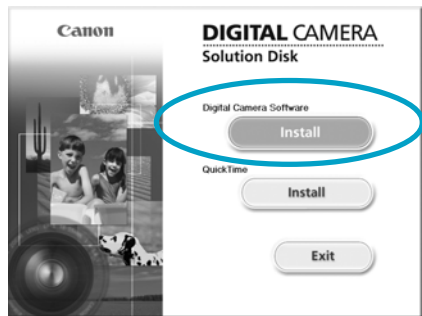 Canon
DIGITAL CAMERA
Solution Disk
Digital Camera Software
Install
QuickTime
Install
Exit